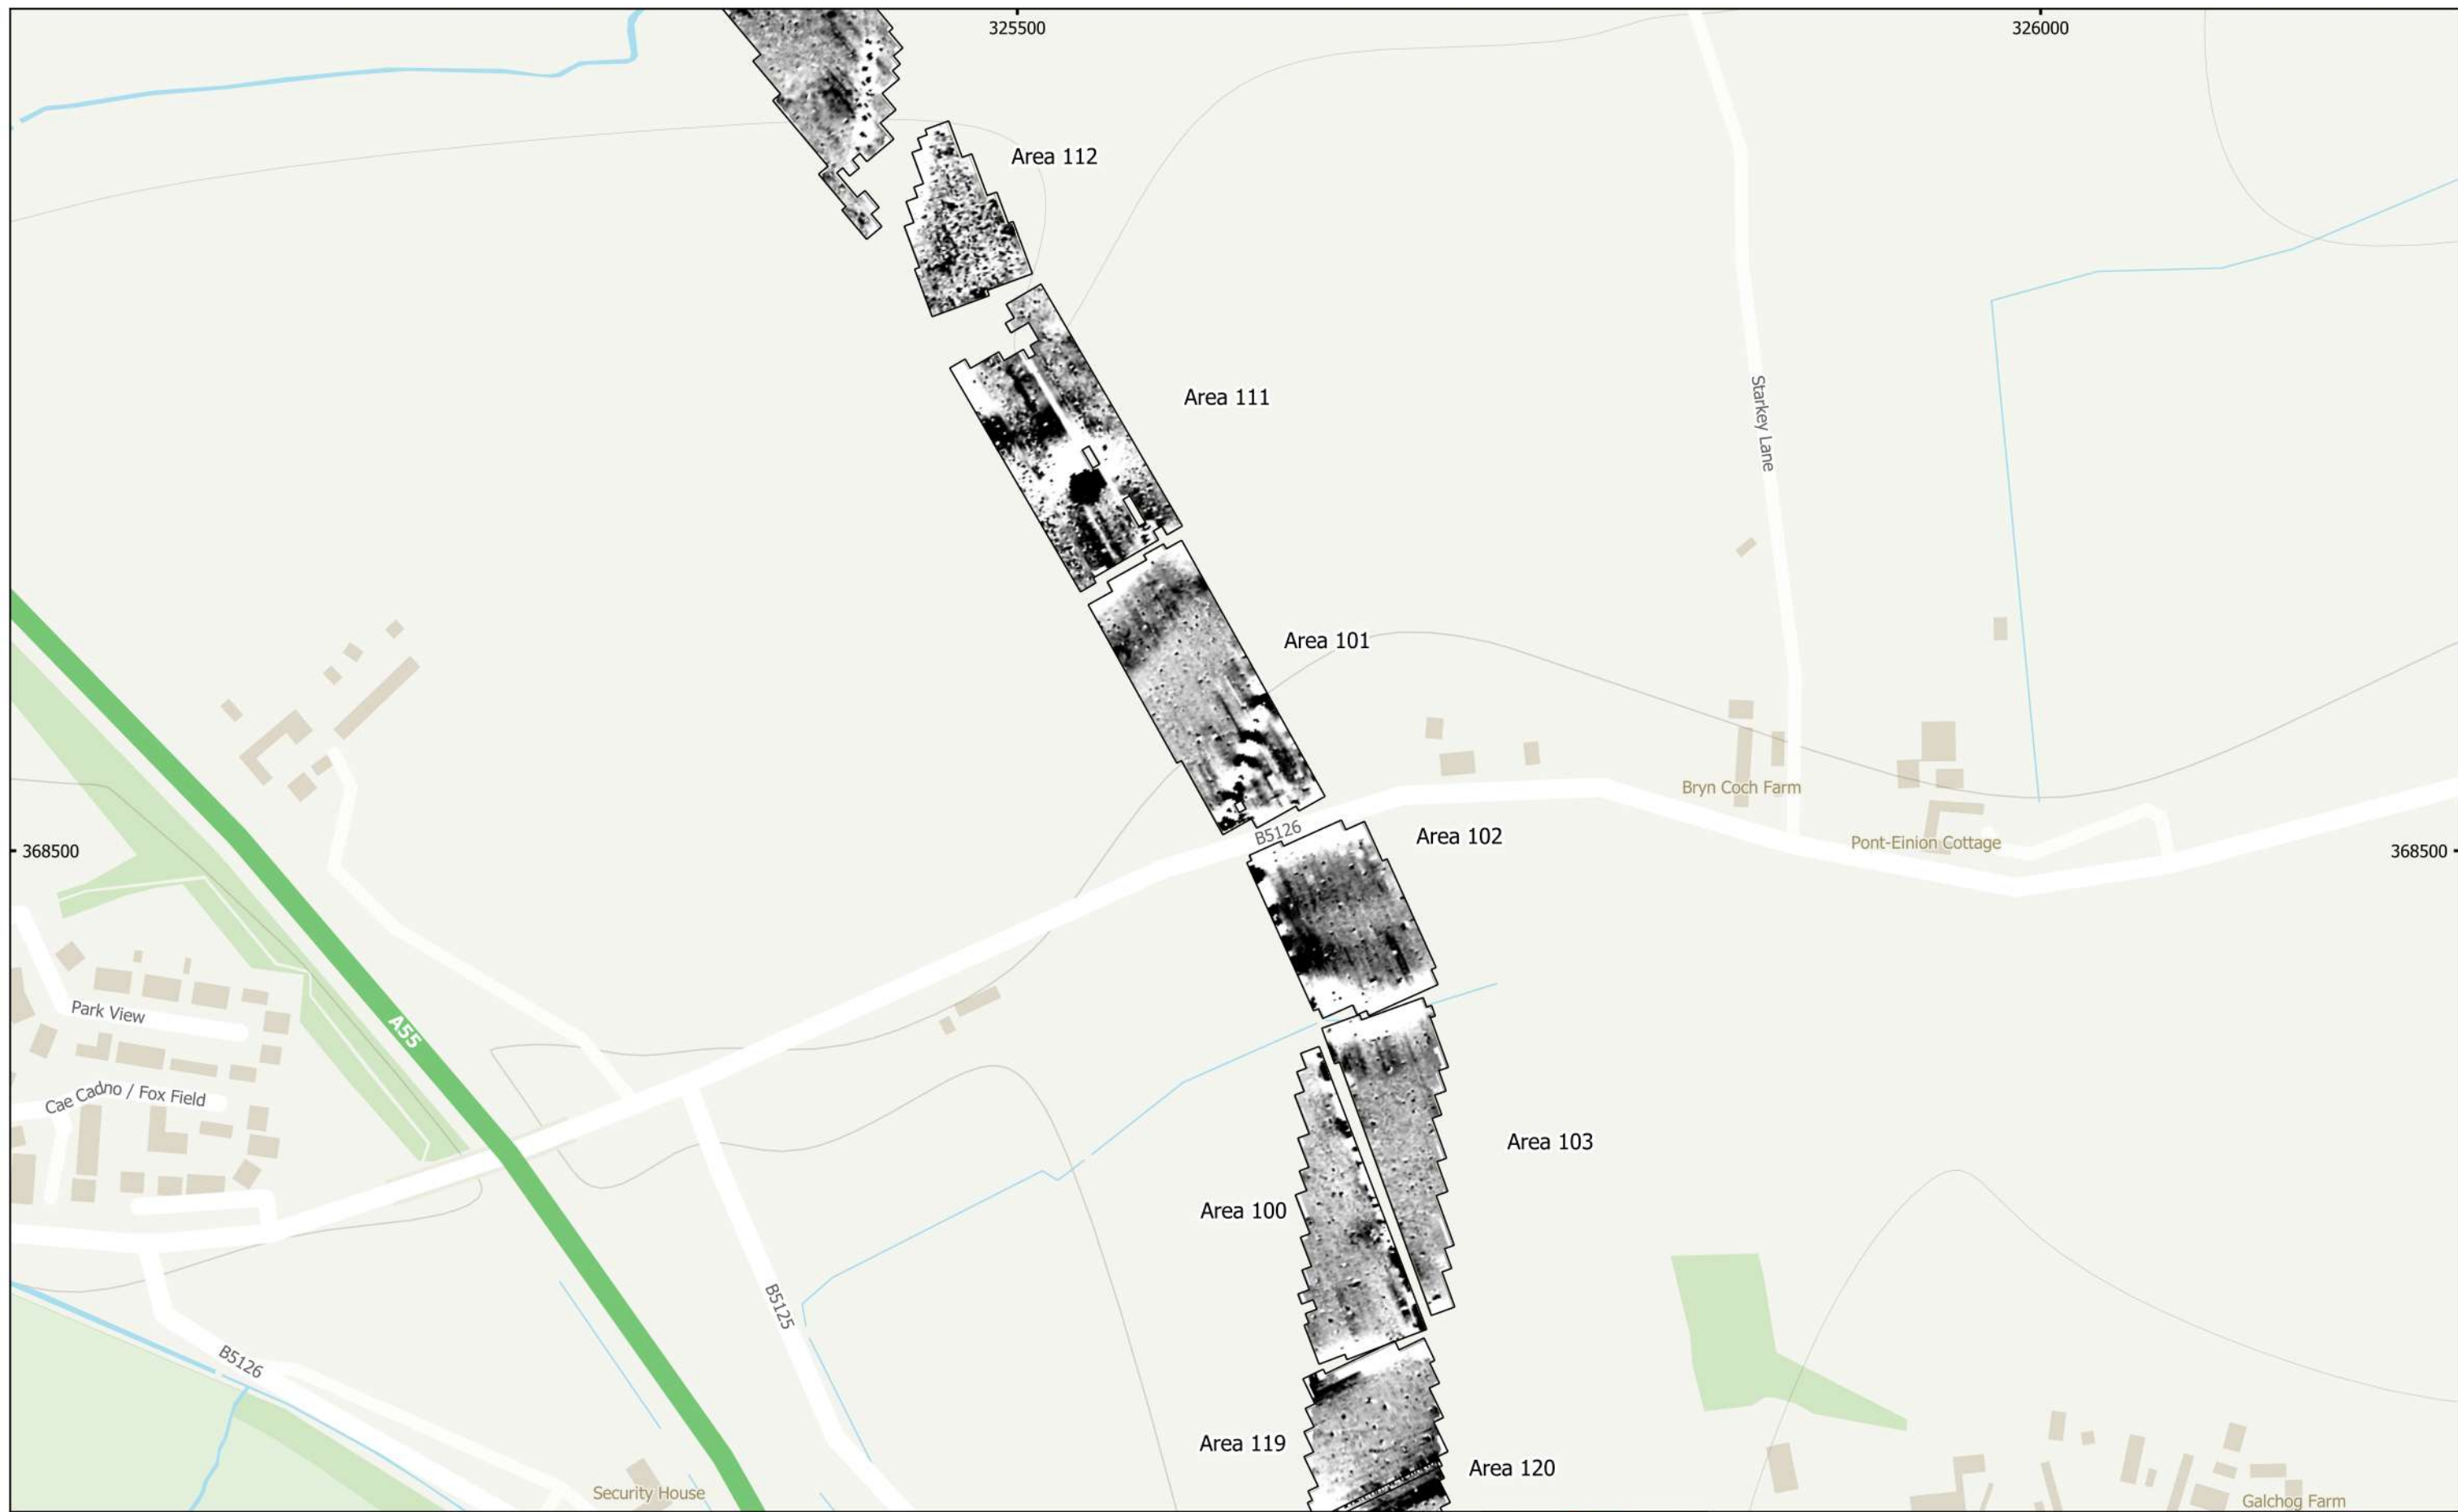 325500
326000
Area 112
Area 111
Starkey Lane
Area 101
Bryn Coch Farm
B5126
Area 102
Pont-Einion Cottage
368500
368500
Park View
A55
Cae Cadno / Fox Field
Area 103
Area 100
B5125
B5126
Area 119
Area 120
Security House
Galchog Farm